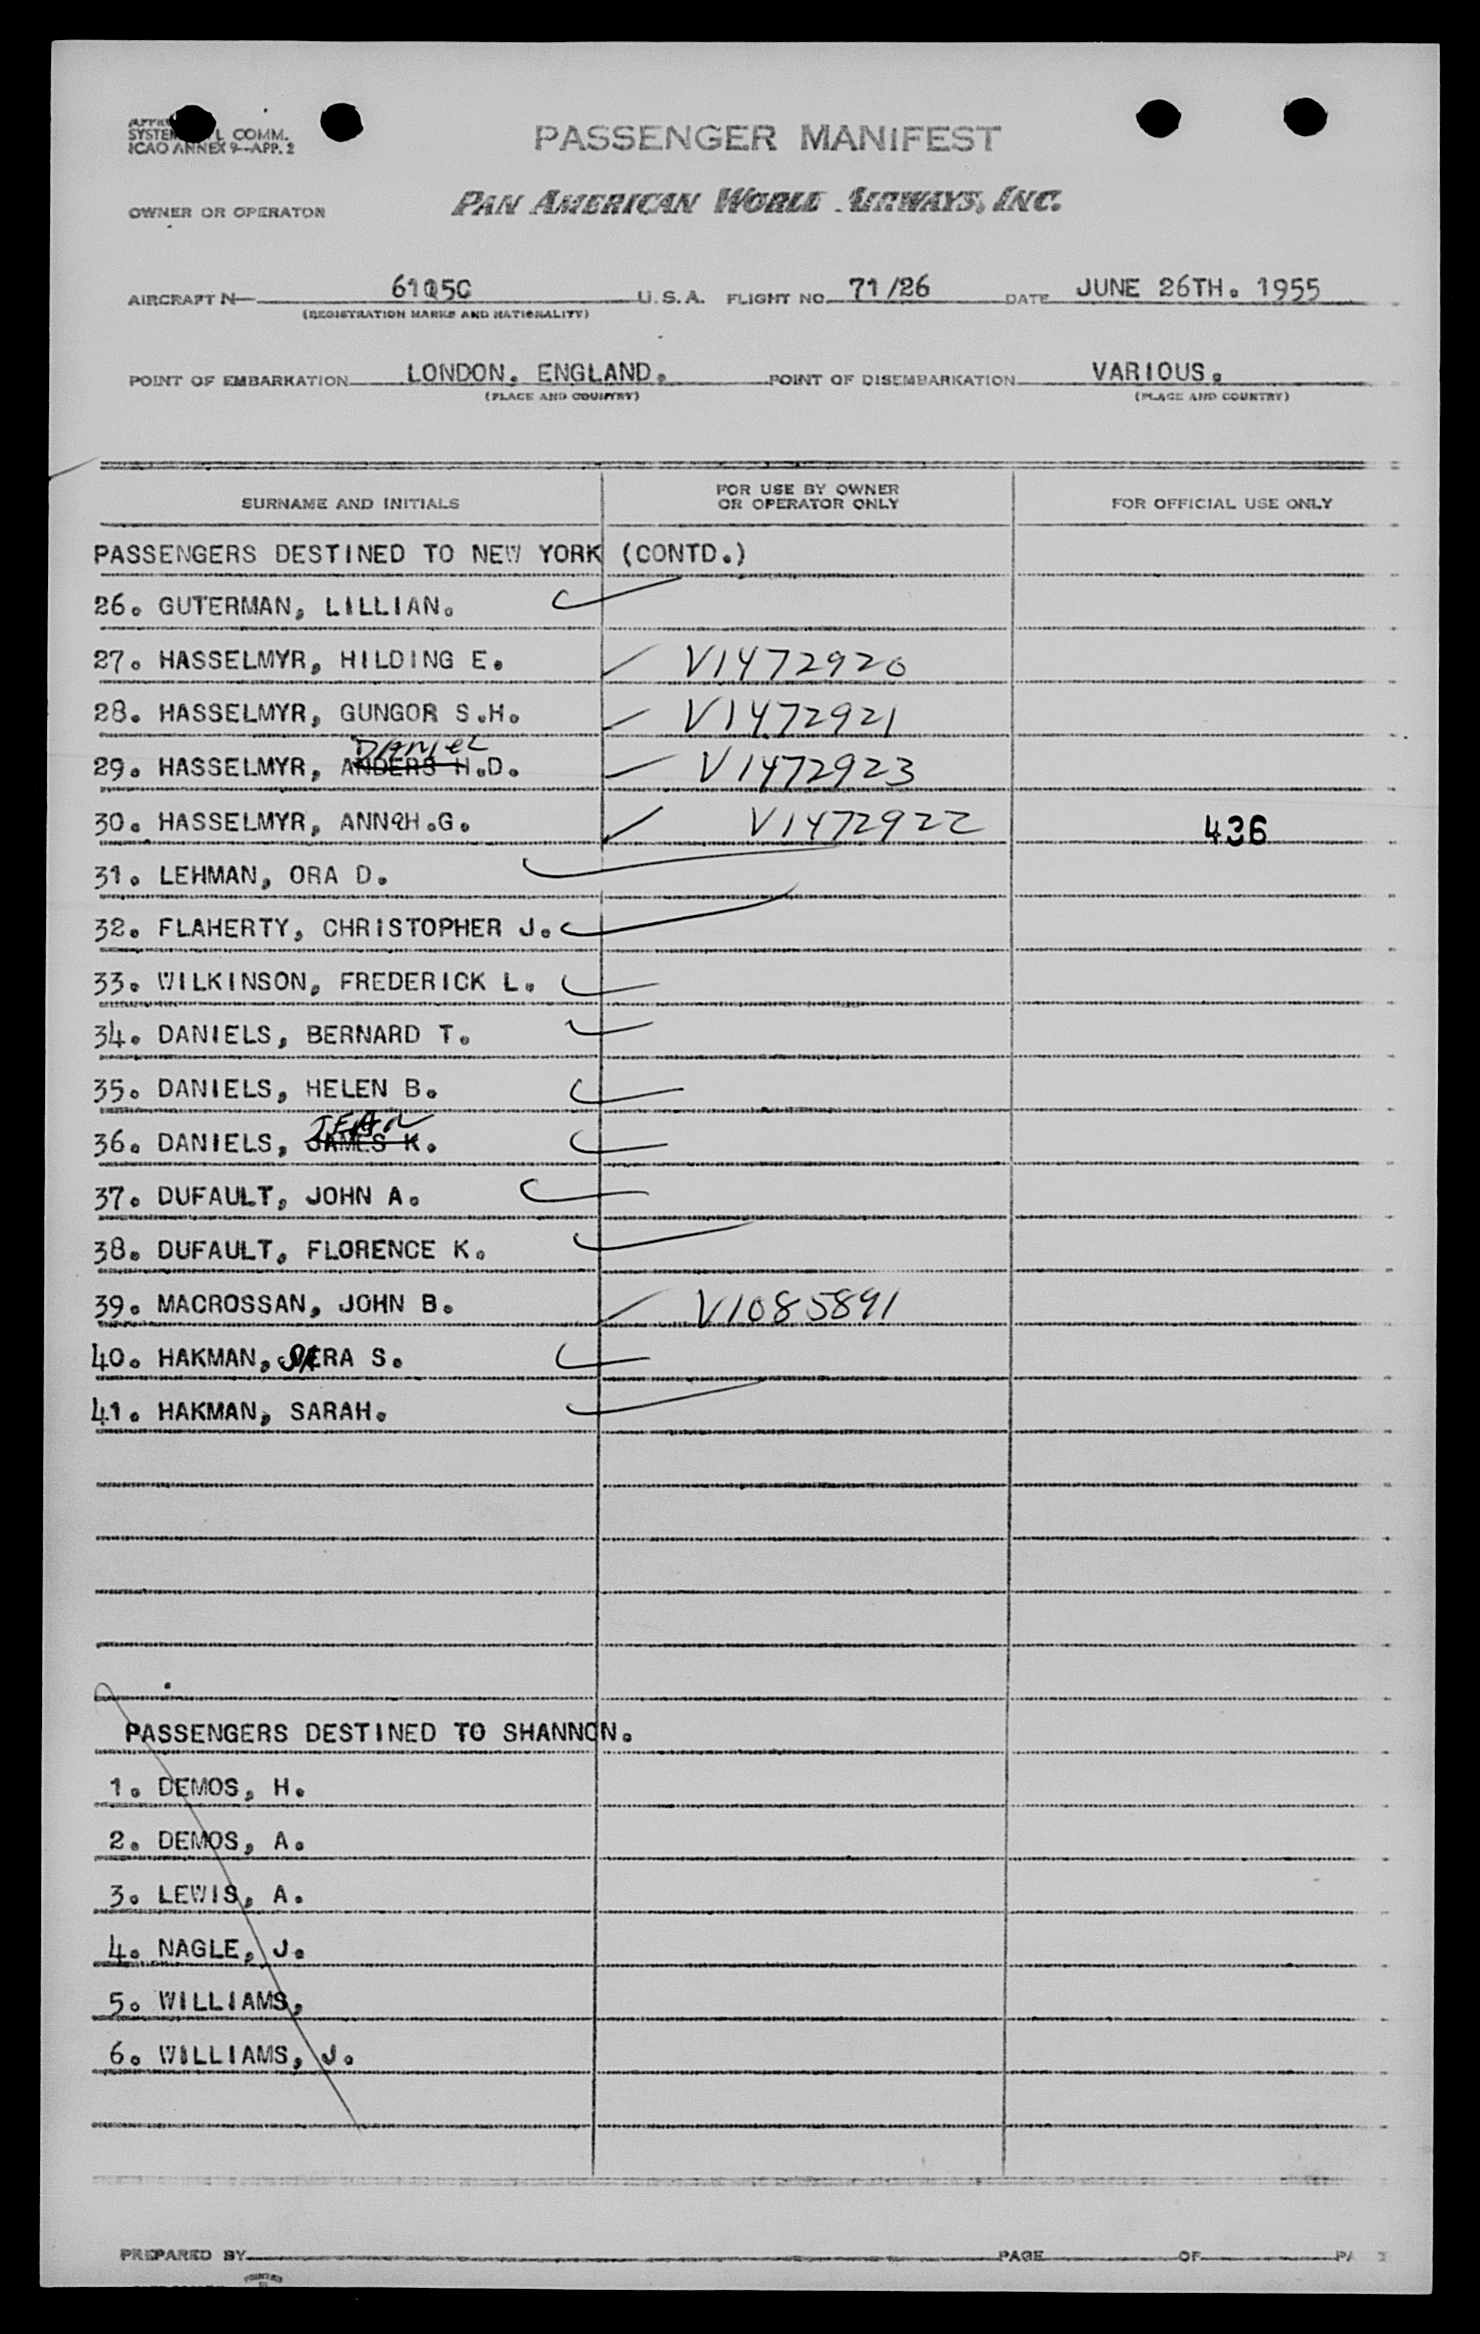 SYSTEM L COMM.
ICAO ANNEX 9—APP. 2
PASSENGER MANIFEST
OWNER OR OPERATOR
PAN AMERICAN WORLD AIRWAYS, INC.
AIRCRAFT N— 6105C U.S.A. FLIGHT NO. 71/26 DATE JUNE 26TH. 1955
(REGISTRATION MARKS AND NATIONALITY)
POINT OF EMBARKATION LONDON. ENGLAND. POINT OF DISEMBARKATION VARIOUS.
(PLACE AND COUNTRY) (PLACE AND COUNTRY)
SURNAME AND INITIALS FOR USE BY OWNER OR OPERATOR ONLY FOR OFFICIAL USE ONLY
PASSENGERS DESTINED TO NEW YORK (CONTD.)
26. GUTERMAN, LILLIAN.
27. HASSELMYR, HILDING E. V1472920
28. HASSELMYR, GUNGOR S.H. V1472921
DANIEL
29. HASSELMYR, ANDERS H.D. V1472923
30. HASSELMYR, ANNaH.G. V1472922 436
31. LEHMAN, ORA D.
32. FLAHERTY, CHRISTOPHER J.
33. WILKINSON, FREDERICK L.
34. DANIELS, BERNARD T.
35. DANIELS, HELEN B.
JEAN
36. DANIELS, JAMES K.
37. DUFAULT, JOHN A.
38. DUFAULT, FLORENCE K.
39. MACROSSAN, JOHN B. V1085891
40. HAKMAN, S.
41. HAKMAN, SARAH.
PASSENGERS DESTINED TO SHANNON.
1. DEMOS, H.
2. DEMOS, A.
3. LEWIS, A.
4. NAGLE, J.
5. WILLIAMS,
6. WILLIAMS, J.
PREPARED BY PAGE OF